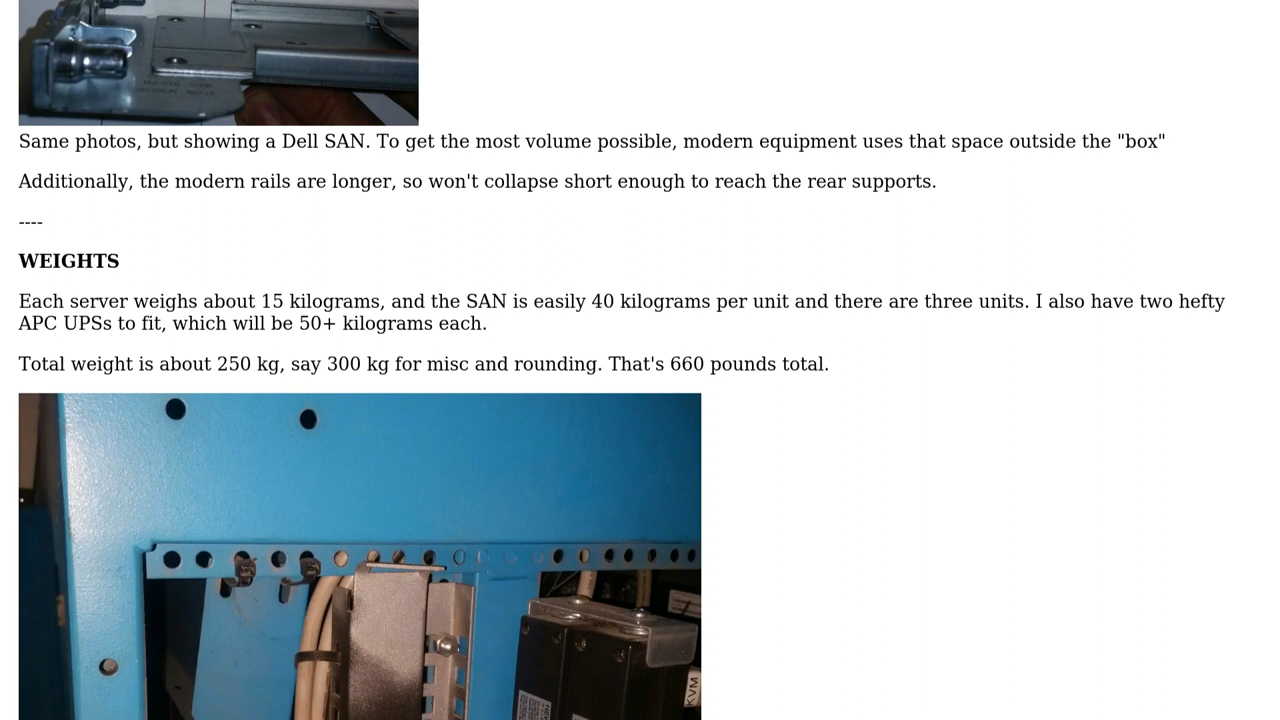 Same photos, but showing a Dell SAN. To get the most volume possible, modern equipment uses that space outside the "box"
Additionally, the modern rails are longer, so won't collapse short enough to reach the rear supports.
----
WEIGHTS
Each server weighs about 15 kilograms, and the SAN is easily 40 kilograms per unit and there are three units. I also have two hefty
APC UPSs to fit, which will be 50+ kilograms each.
Total weight is about 250 kg, say 300 kg for misc and rounding. That's 660 pounds total.
KVM